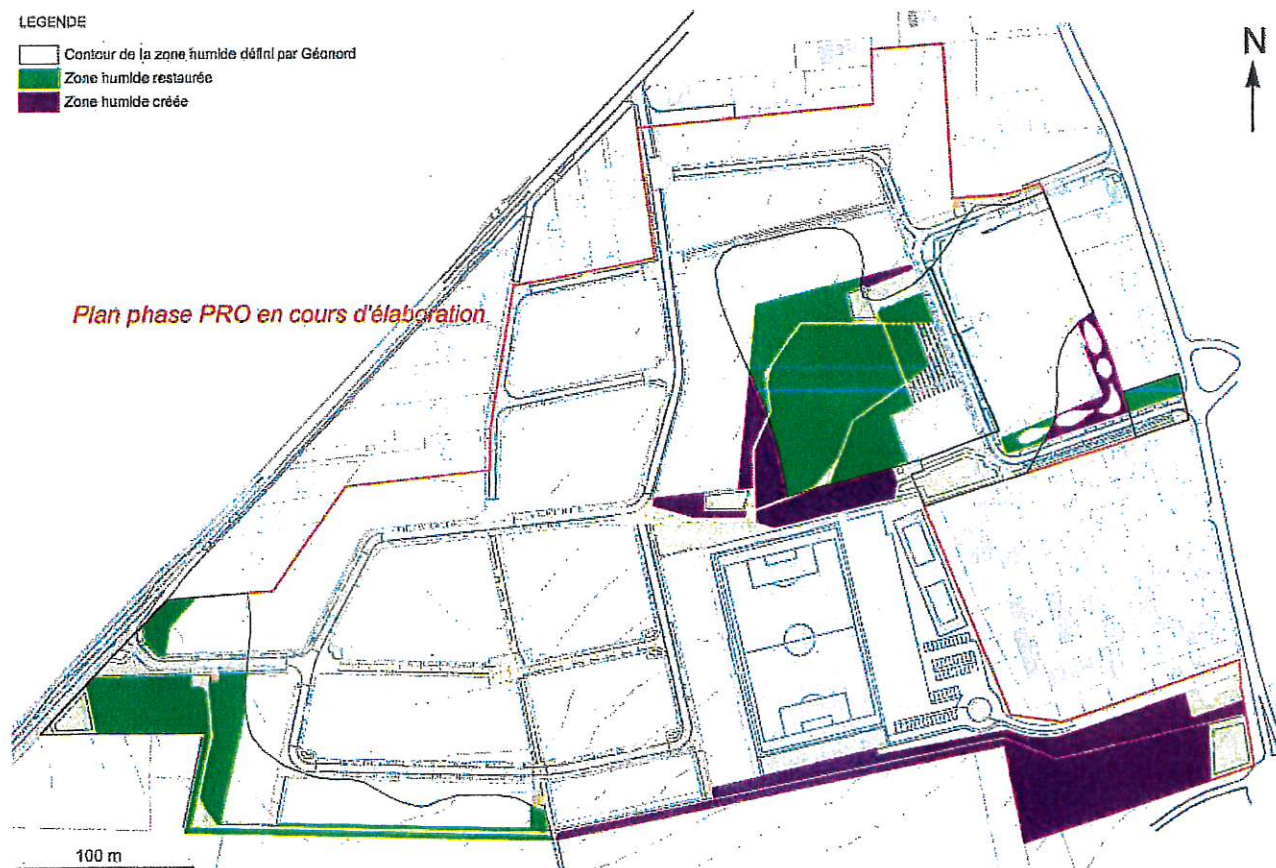 LEGENDE
Contour de la zone humide défini par Géonord
Zone humide restaurée
Zone humide créée
N
Plan phase PRO en cours d'élaboration
100 m